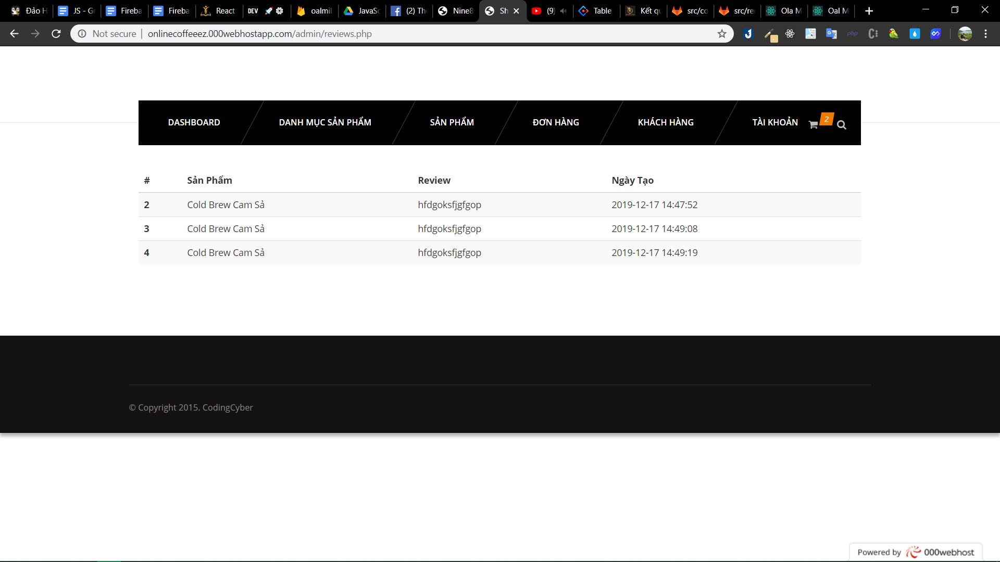 Đảo H
JS - Go
Fireba
Fireba
React
DEV
oalmil
JavaSc
(2) The
Nine8
Sh
(9)
Table
Kết qu
src/co
src/re
Ola M
Oal M
Not secure | onlinecoffeeez.000webhostapp.com/admin/reviews.php
php
DASHBOARD DANH MỤC SẢN PHẨM SẢN PHẨM ĐƠN HÀNG KHÁCH HÀNG TÀI KHOẢN 2
# Sản Phẩm Review Ngày Tạo
2 Cold Brew Cam Sả hfdgoksfjgfgop 2019-12-17 14:47:52
3 Cold Brew Cam Sả hfdgoksfjgfgop 2019-12-17 14:49:08
4 Cold Brew Cam Sả hfdgoksfjgfgop 2019-12-17 14:49:19
© Copyright 2015. CodingCyber
Powered by 000webhost